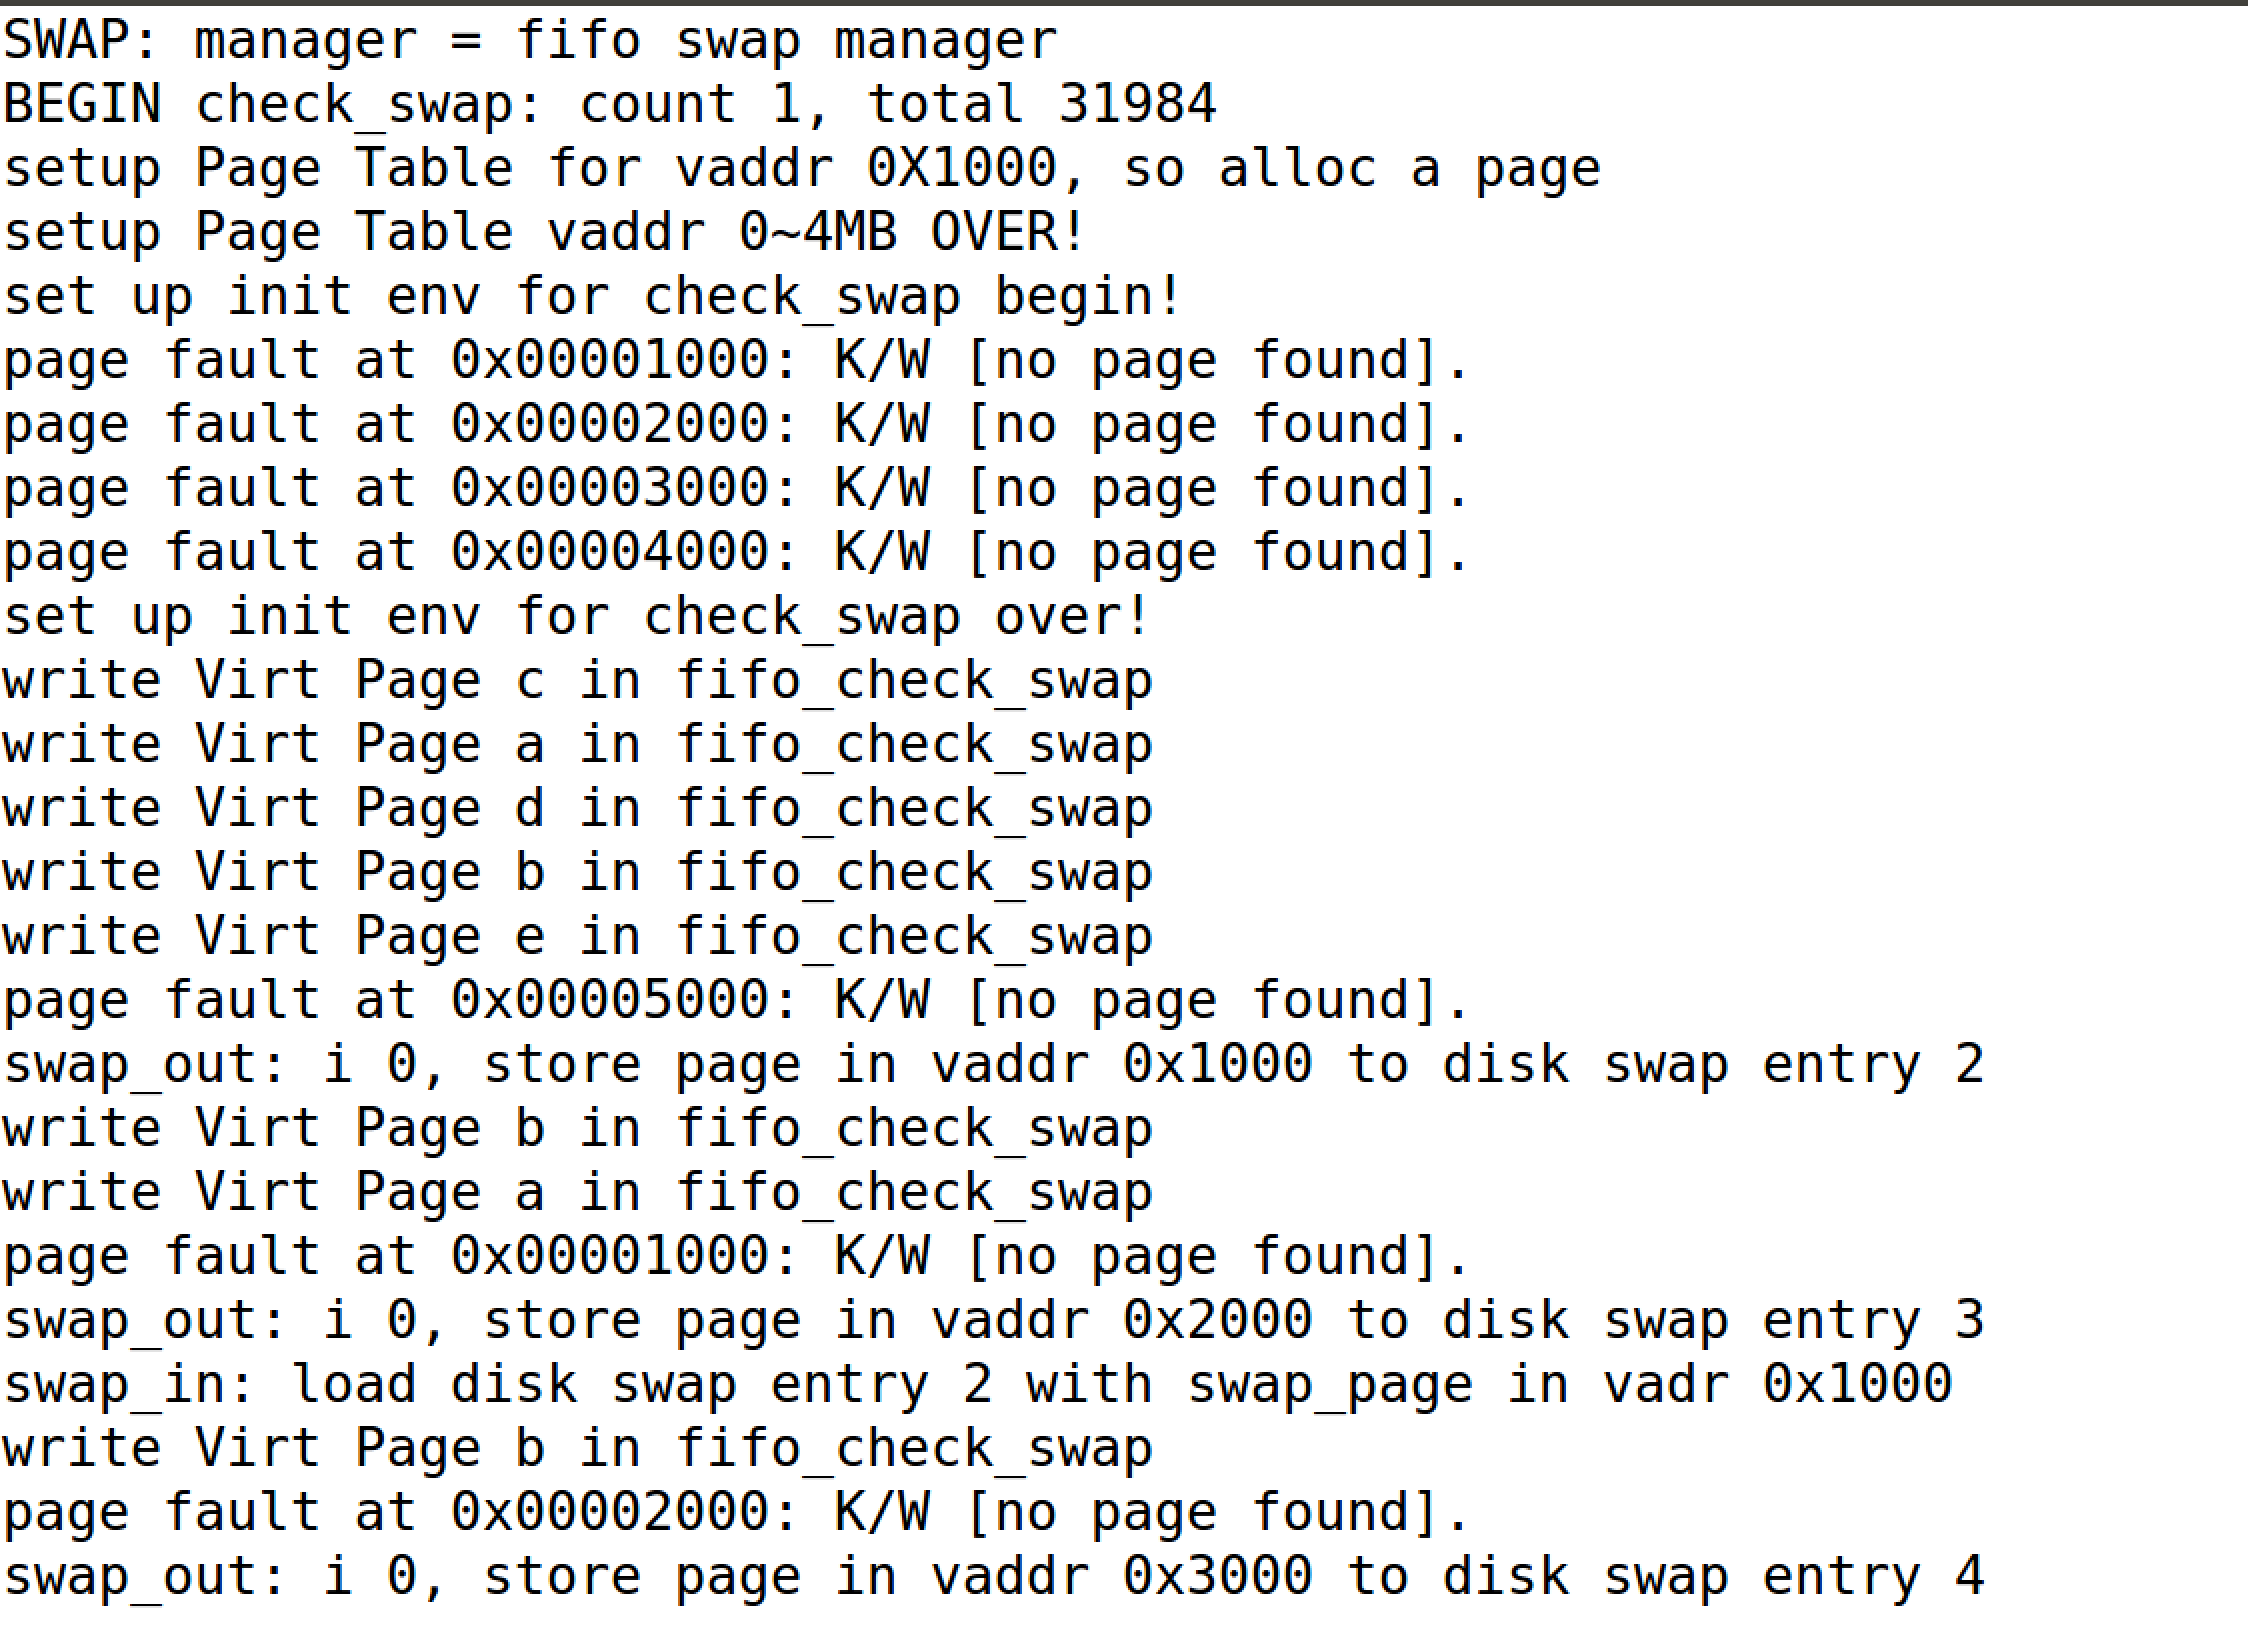 SWAP: manager = fifo swap manager
BEGIN check_swap: count 1, total 31984
setup Page Table for vaddr 0X1000, so alloc a page
setup Page Table vaddr 0~4MB OVER!
set up init env for check_swap begin!
page fault at 0x00001000: K/W [no page found].
page fault at 0x00002000: K/W [no page found].
page fault at 0x00003000: K/W [no page found].
page fault at 0x00004000: K/W [no page found].
set up init env for check_swap over!
write Virt Page c in fifo_check_swap
write Virt Page a in fifo_check_swap
write Virt Page d in fifo_check_swap
write Virt Page b in fifo_check_swap
write Virt Page e in fifo_check_swap
page fault at 0x00005000: K/W [no page found].
swap_out: i 0, store page in vaddr 0x1000 to disk swap entry 2
write Virt Page b in fifo_check_swap
write Virt Page a in fifo_check_swap
page fault at 0x00001000: K/W [no page found].
swap_out: i 0, store page in vaddr 0x2000 to disk swap entry 3
swap_in: load disk swap entry 2 with swap_page in vadr 0x1000
write Virt Page b in fifo_check_swap
page fault at 0x00002000: K/W [no page found].
swap_out: i 0, store page in vaddr 0x3000 to disk swap entry 4